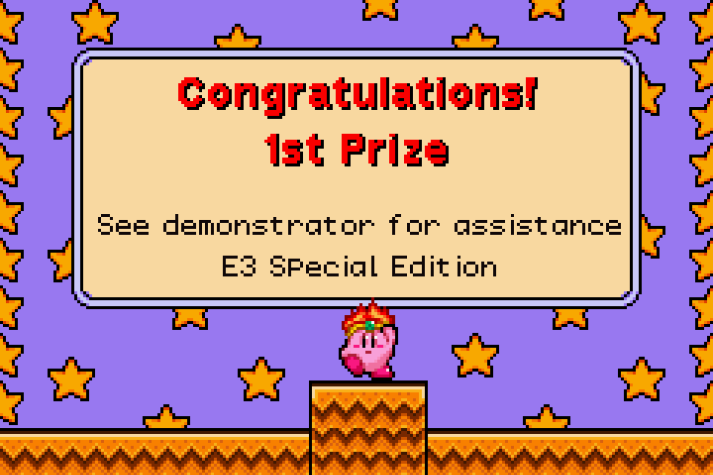 Congratulations!
1st Prize
See demonstrator for assistance
E3 Special Edition